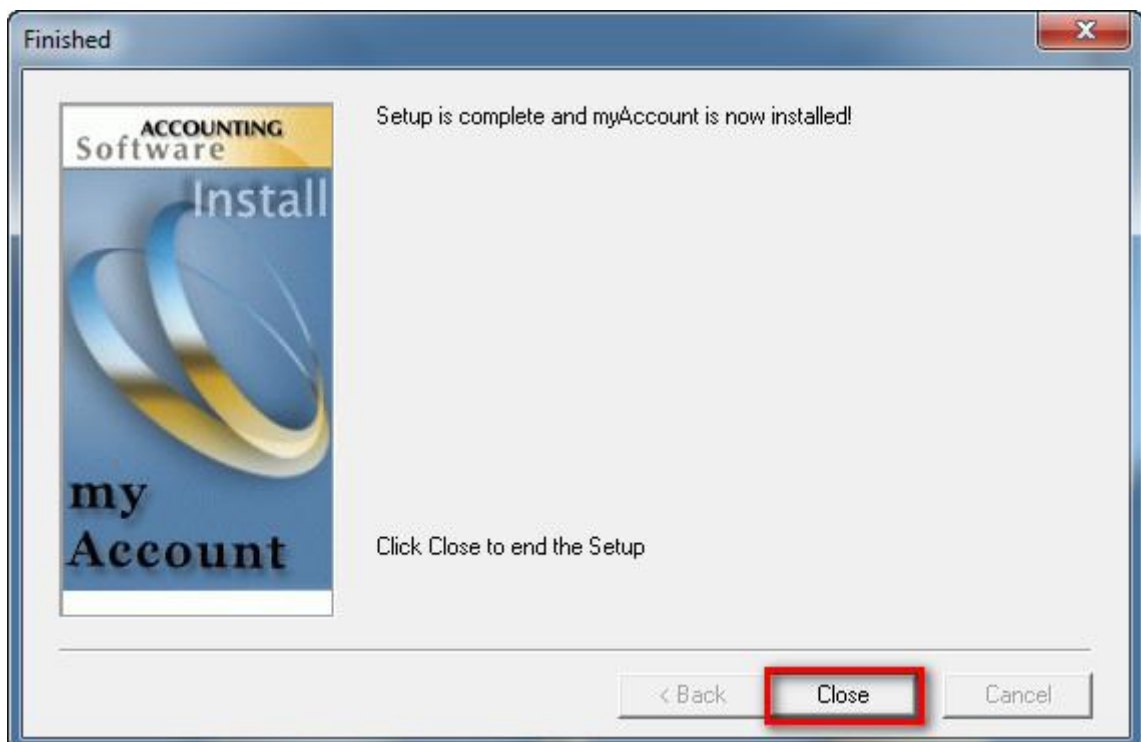 Finished
X
ACCOUNTING
Software
Install
my
Account
Setup is complete and myAccount is now installed!
Click Close to end the Setup
< Back
Close
Cancel